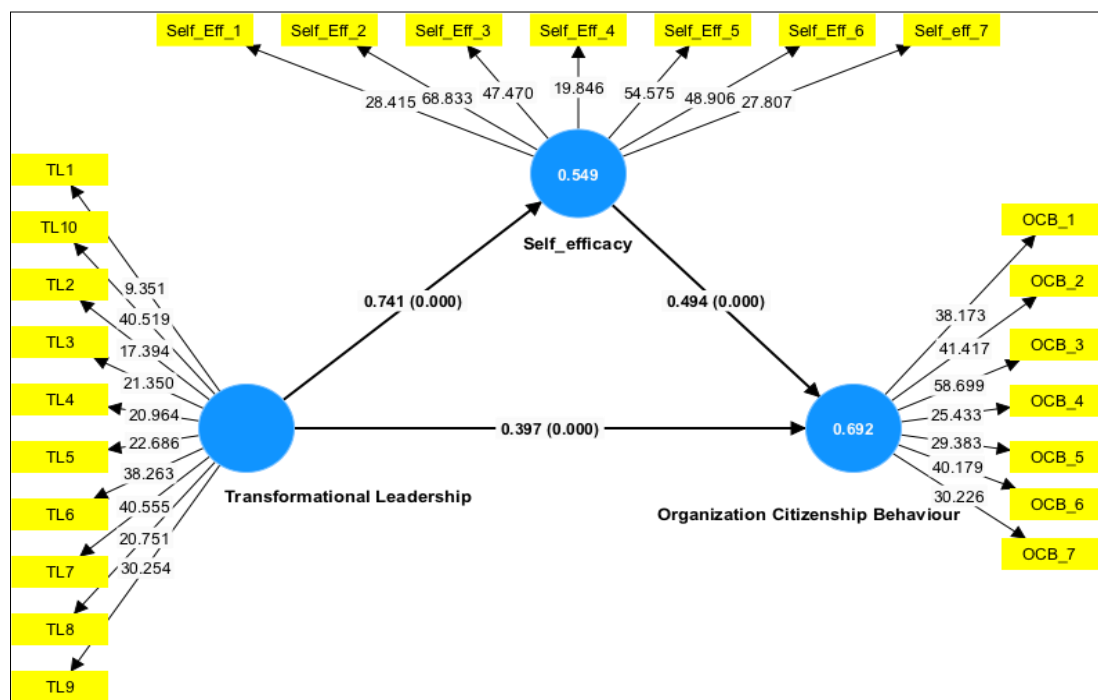 Self_Eff_1
Self_Eff_2
Self_Eff_3
Self_Eff_4
Self_Eff_5
Self_Eff_6
Self_eff_7
28.415
68.833
47.470
19.846
54.575
48.906
27.807
0.549
Self_efficacy
TL1
TL10
TL2
TL3
TL4
TL5
TL6
TL7
TL8
TL9
9.351
40.519
17.394
21.350
20.964
22.686
38.263
40.555
20.751
30.254
Transformational Leadership
0.741 (0.000)
0.494 (0.000)
0.397 (0.000)
0.692
Organization Citizenship Behaviour
38.173
41.417
58.699
25.433
29.383
40.179
30.226
OCB_1
OCB_2
OCB_3
OCB_4
OCB_5
OCB_6
OCB_7